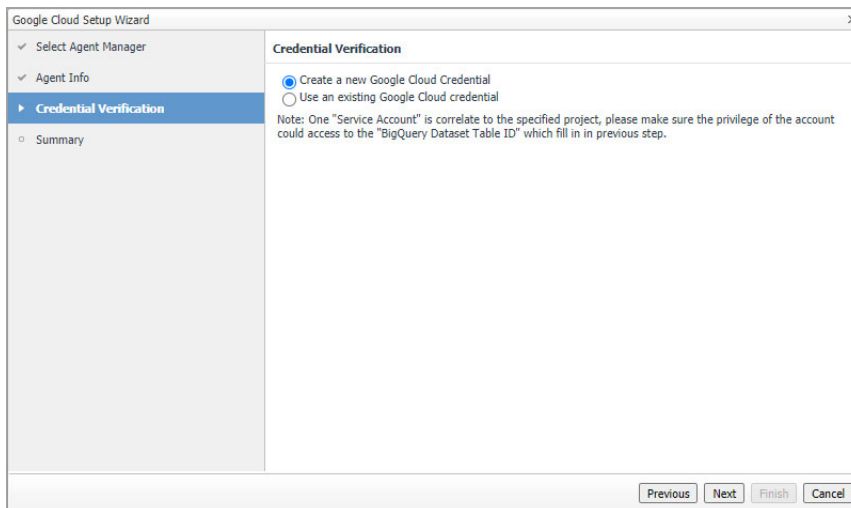 Google Cloud Setup Wizard
Select Agent Manager
Agent Info
Credential Verification
Summary
Credential Verification
Create a new Google Cloud Credential
Use an existing Google Cloud credential
Note: One "Service Account" is correlate to the specified project, please make sure the privilege of the account
could access to the "BigQuery Dataset Table ID" which fill in in previous step.
Previous Next Finish Cancel